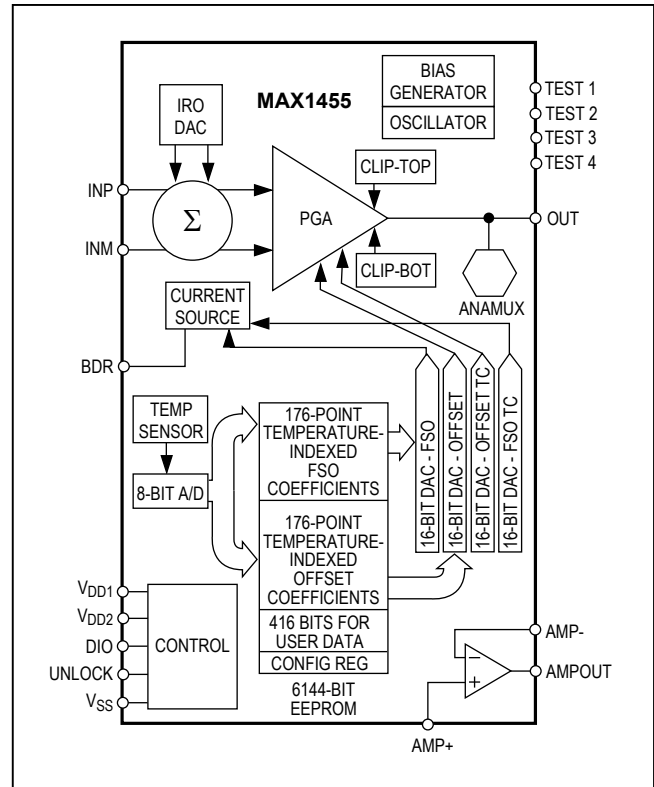 MAX1455
BIAS
GENERATOR
OSCILLATOR
TEST 1
TEST 2
TEST 3
TEST 4
IRO
DAC
CLIP-TOP
INP
Σ
PGA
OUT
INM
CLIP-BOT
ANAMUX
CURRENT
SOURCE
BDR
TEMP
SENSOR
8-BIT A/D
176-POINT
TEMPERATURE-
INDEXED
FSO
COEFFICIENTS
176-POINT
TEMPERATURE-
INDEXED
OFFSET
COEFFICIENTS
416 BITS FOR
USER DATA
CONFIG REG
6144-BIT
EEPROM
16-BIT DAC - FSO
16-BIT DAC - OFFSET
16-BIT DAC - OFFSET TC
16-BIT DAC - FSO TC
VDD1
VDD2
DIO
UNLOCK
VSS
CONTROL
AMP-
−
+
AMPOUT
AMP+